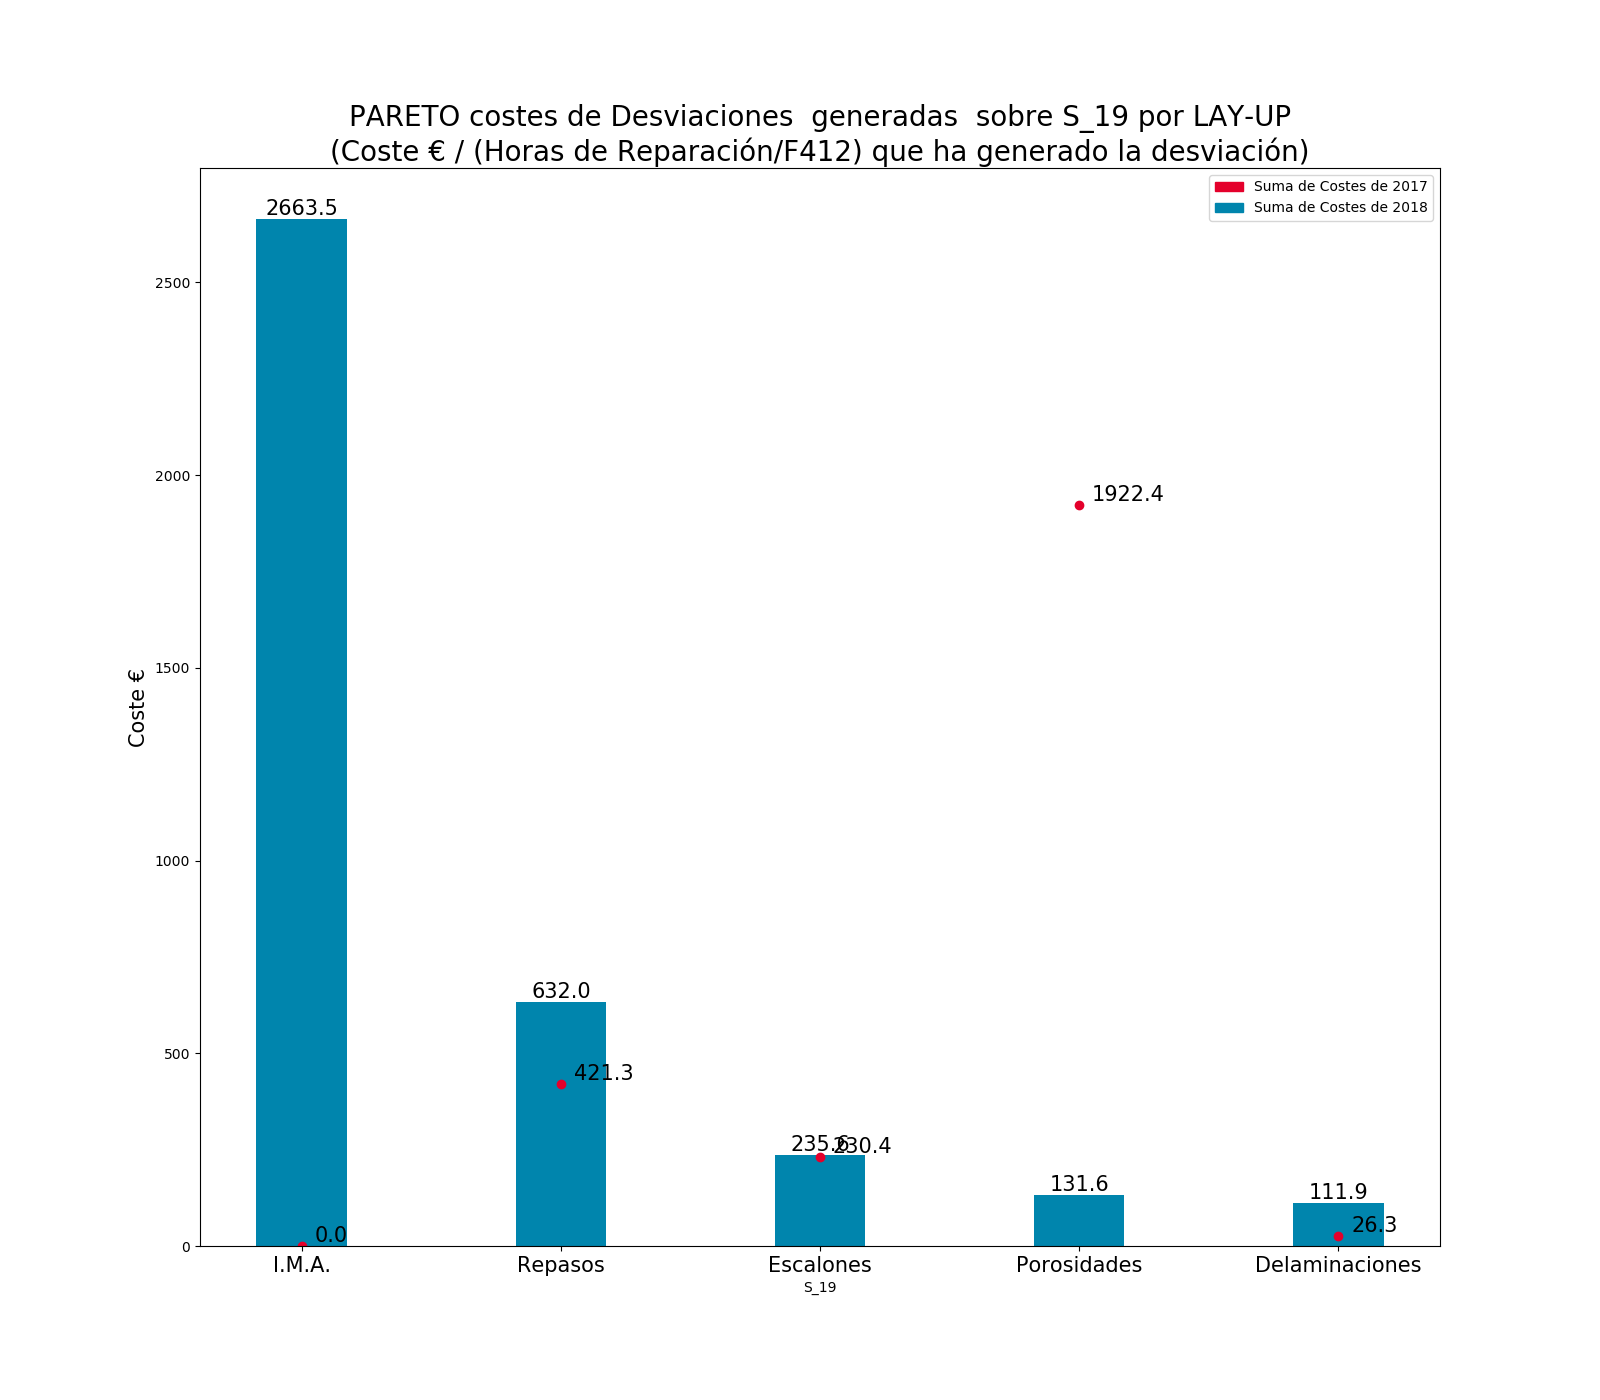 PARETO costes de Desviaciones  generadas  sobre S_19 por LAY-UP
(Coste € / (Horas de Reparación/F412) que ha generado la desviación)
Suma de Costes de 2017
Suma de Costes de 2018
2663.5
2500
2000
1922.4
1500
Coste €
1000
632.0
500
421.3
235.6
230.4
131.6
111.9
26.3
0.0
0
I.M.A.
Repasos
Escalones
Porosidades
Delaminaciones
S_19